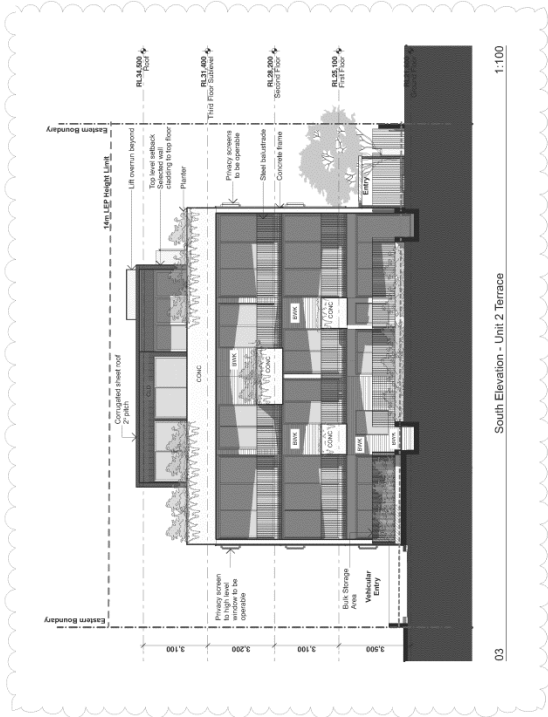 Eastern Boundary
Eastern Boundary
14m LEP Height Limit
Corrugated sheet roof
2° pitch
Lift overrun beyond
Top level setback
Selected wall
cladding to top floor
Planter
Privacy screens
to be operable
Steel balustrade
Concrete frame
Entry
RL34,500
Roof
RL31,400
Third Floor Sublevel
RL28,200
Second Floor
RL25,100
First Floor
Ground Floor
CLD
CONC
BWK
CONC
BWK
BWK
CONC
BWK
CONC
BWK
BWK
Privacy screen
to high level
window to be
operable
Bulk Storage
Area
Vehicular
Entry
3,100
3,200
3,100
3,500
03
South Elevation - Unit 2 Terrace
1:100